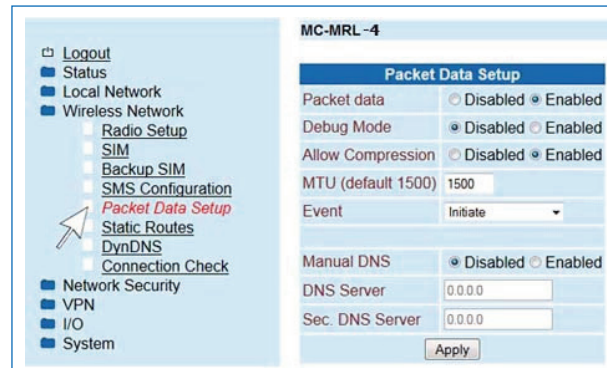 Logout
Status
Local Network
Wireless Network
Radio Setup
SIM
Backup SIM
SMS Configuration
Packet Data Setup
Static Routes
DynDNS
Connection Check
Network Security
VPN
I/O
System
MC-MRL-4
Packet Data Setup
Packet data Disabled Enabled
Debug Mode Disabled Enabled
Allow Compression Disabled Enabled
MTU (default 1500) 1500
Event Initiate
Manual DNS Disabled Enabled
DNS Server 0.0.0.0
Sec. DNS Server 0.0.0.0
Apply